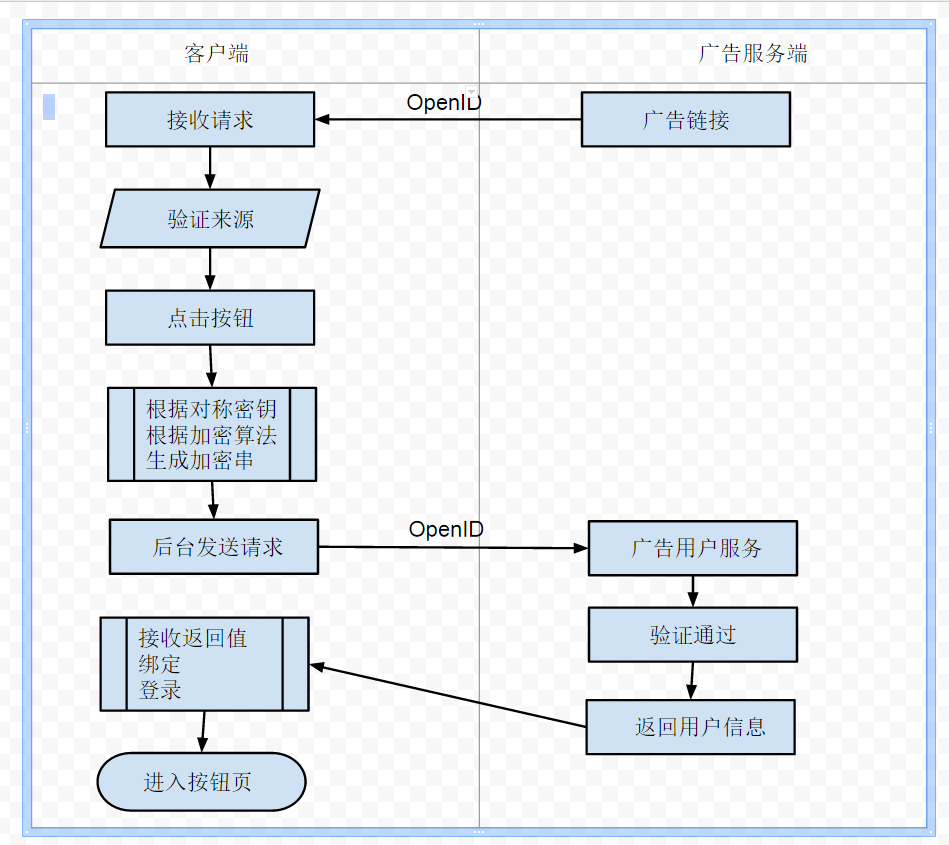 客户端
广告服务端
OpenID
接收请求
广告链接
验证来源
点击按钮
根据对称密钥
根据加密算法
生成加密串
OpenID
后台发送请求
广告用户服务
验证通过
接收返回值
绑定
登录
返回用户信息
进入按钮页